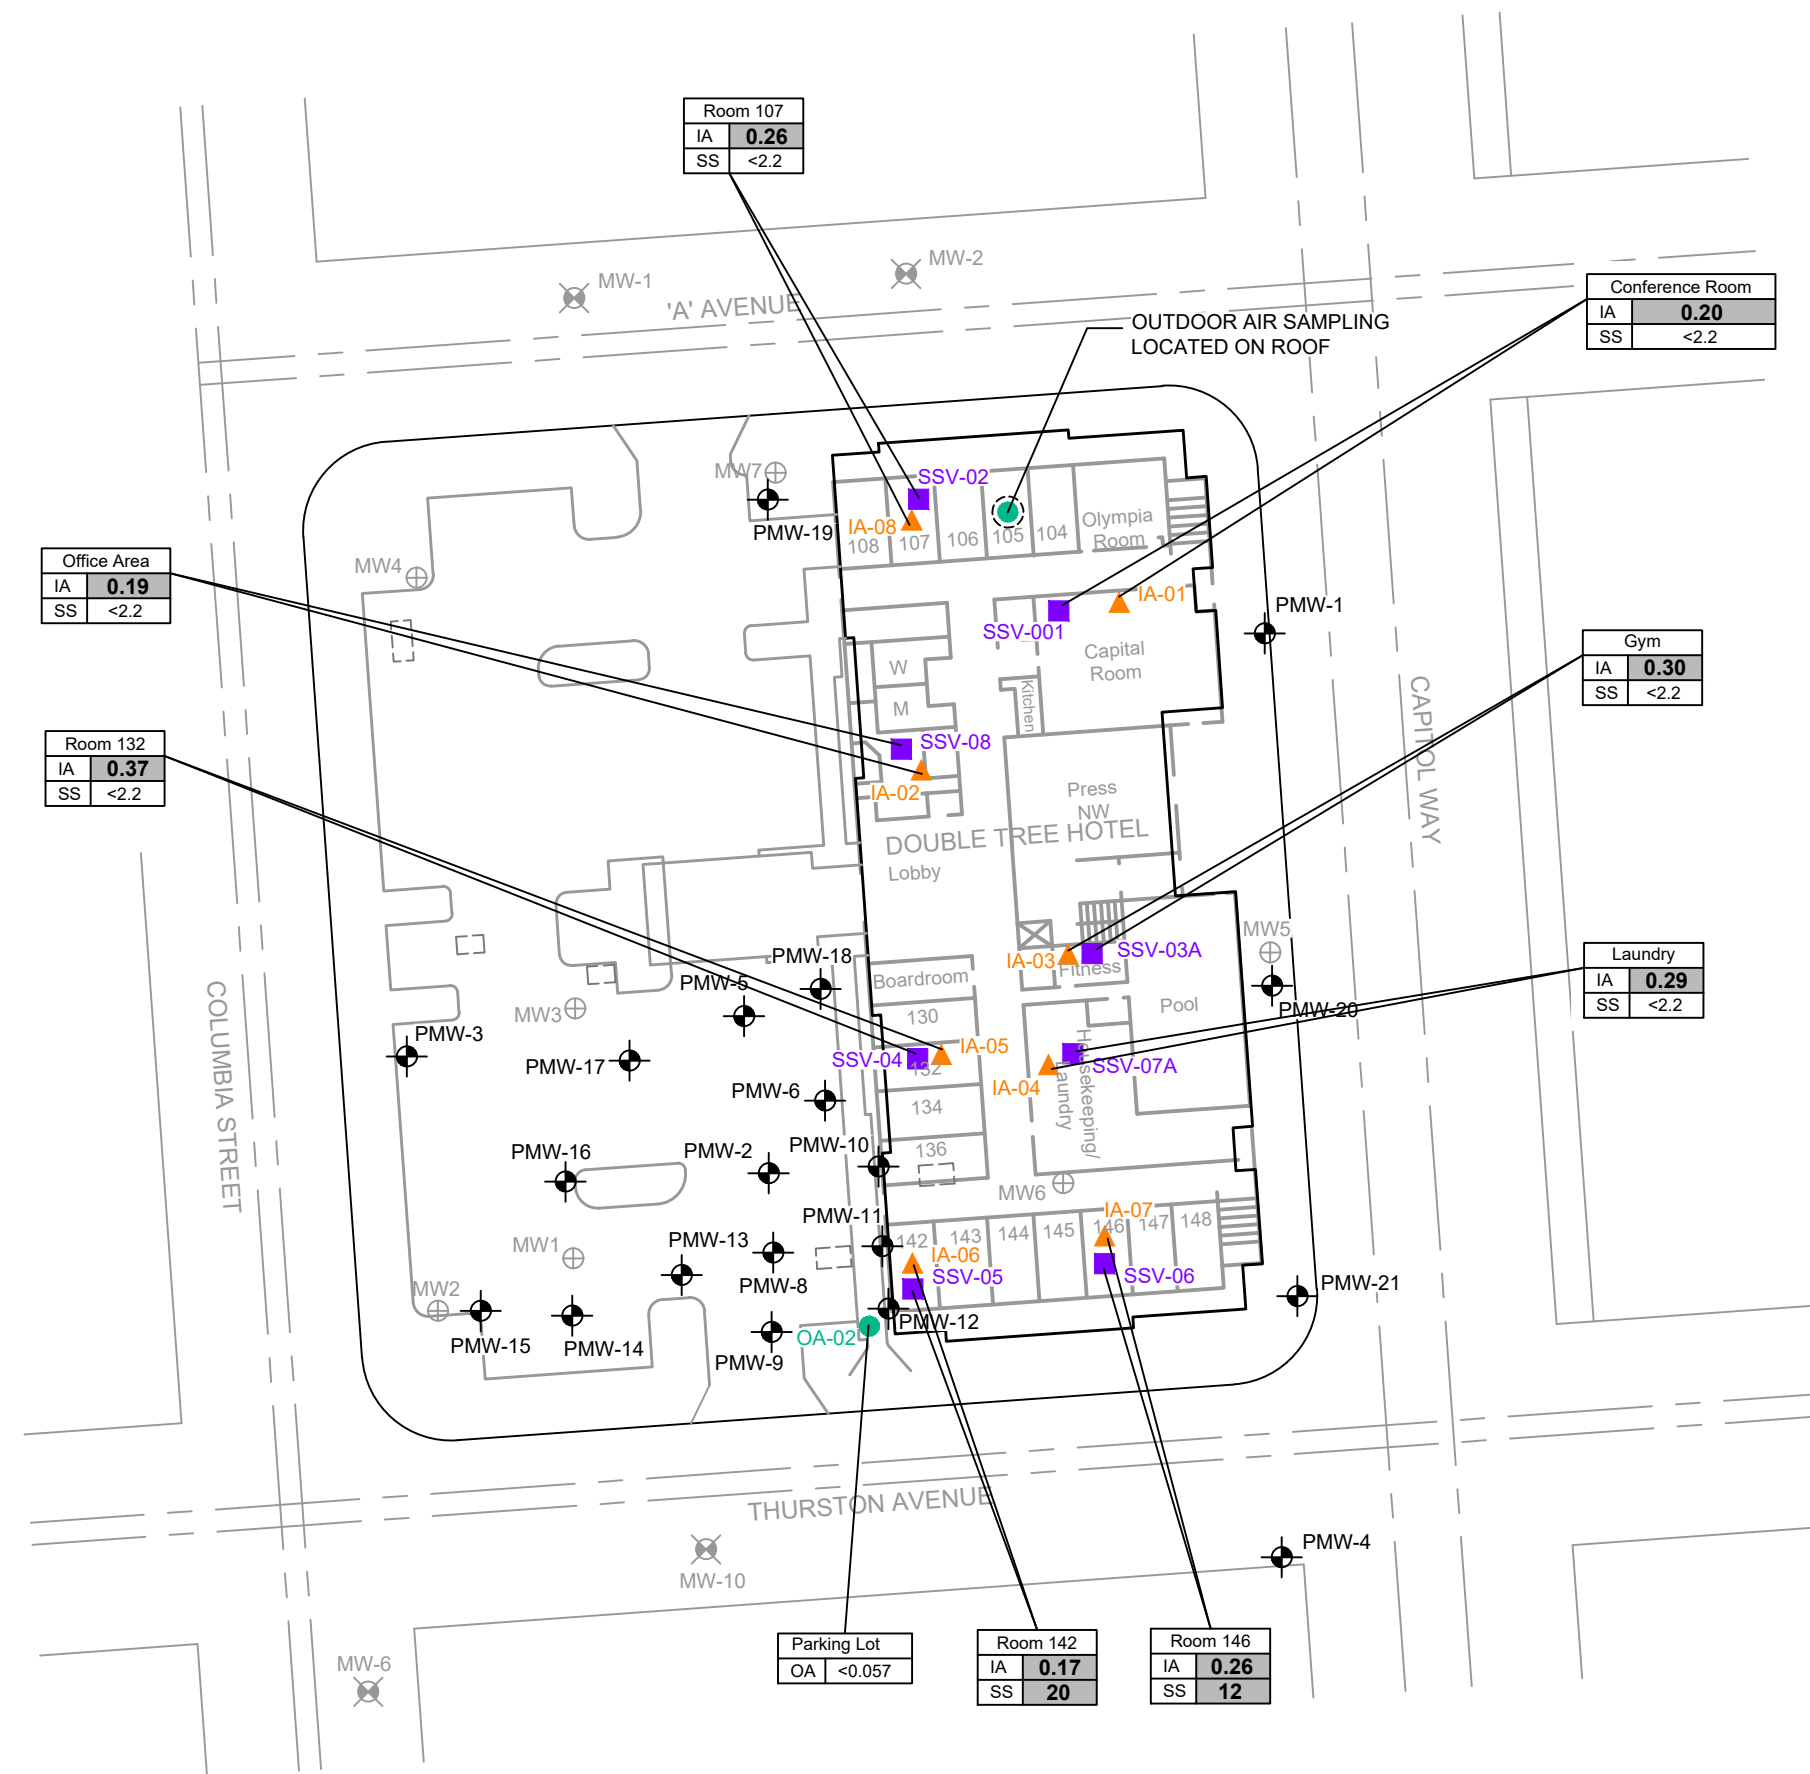 Room 107
IA 0.26
SS <2.2
MW-2
MW-1
'A' AVENUE
Conference Room
IA 0.20
SS <2.2
OUTDOOR AIR SAMPLING
LOCATED ON ROOF
MW7
SSV-02
PMW-19
IA-08
108
107
106
105
104
Olympia
Room
Office Area
IA 0.19
SS <2.2
MW4
IA-01
SSV-001
PMW-1
Capital
Room
Kitchen
W
M
Gym
IA 0.30
SS <2.2
CAPITOL WAY
Room 132
IA 0.37
SS <2.2
SSV-08
IA-02
Press
NW
DOUBLE TREE HOTEL
Lobby
MW5
SSV-03A
IA-03
Fitness
Laundry
IA 0.29
SS <2.2
PMW-18
PMW-5
Boardroom
130
Pool
PMW-20
MW3
PMW-3
PMW-17
COLUMBIA STREET
IA-05
SSV-04
132
SSV-07A
IA-04
Housekeeping/
Laundry
PMW-6
134
PMW-10
136
PMW-2
PMW-16
MW6
IA-07
PMW-11
142
143
144
145
146
147
148
PMW-13
MW1
IA-06
SSV-05
SSV-06
PMW-8
MW2
PMW-21
PMW-12
OA-02
PMW-15
PMW-14
PMW-9
THURSTON AVENUE
PMW-4
MW-10
MW-6
Parking Lot
OA <0.057
Room 142
IA 0.17
SS 20
Room 146
IA 0.26
SS 12